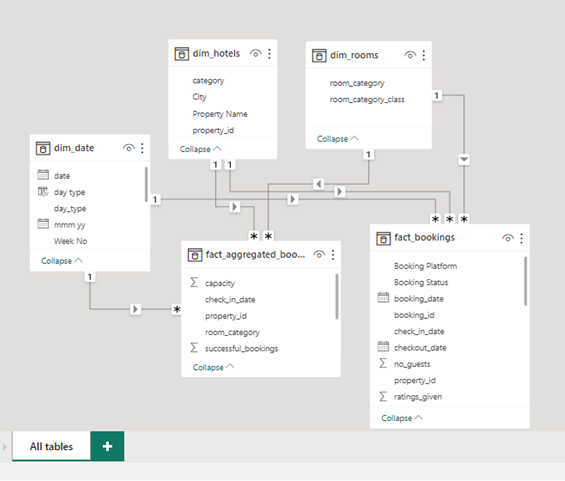 dim_hotels
category
City
Property Name
property_id
Collapse
dim_rooms
room_category
room_category_class
Collapse
dim_date
date
day type
day_type
mmm yy
Week No
Collapse
1
1
1
1
1
1
*
*
*
*
*
*
fact_aggregated_boo...
capacity
check_in_date
property_id
room_category
successful_bookings
Collapse
fact_bookings
Booking Platform
Booking Status
booking_date
booking_id
check_in_date
checkout_date
no_guests
property_id
ratings_given
Collapse
All tables
+